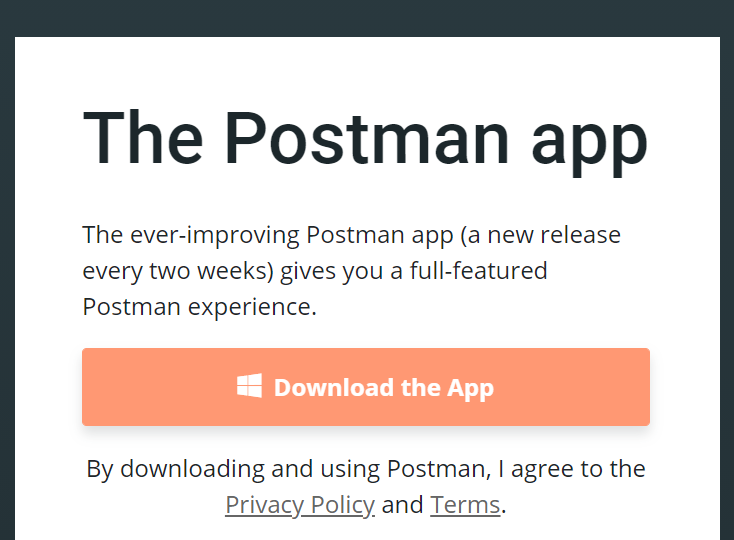 The Postman app
The ever-improving Postman app (a new release
every two weeks) gives you a full-featured
Postman experience.
Download the App
By downloading and using Postman, I agree to the
Privacy Policy and Terms.